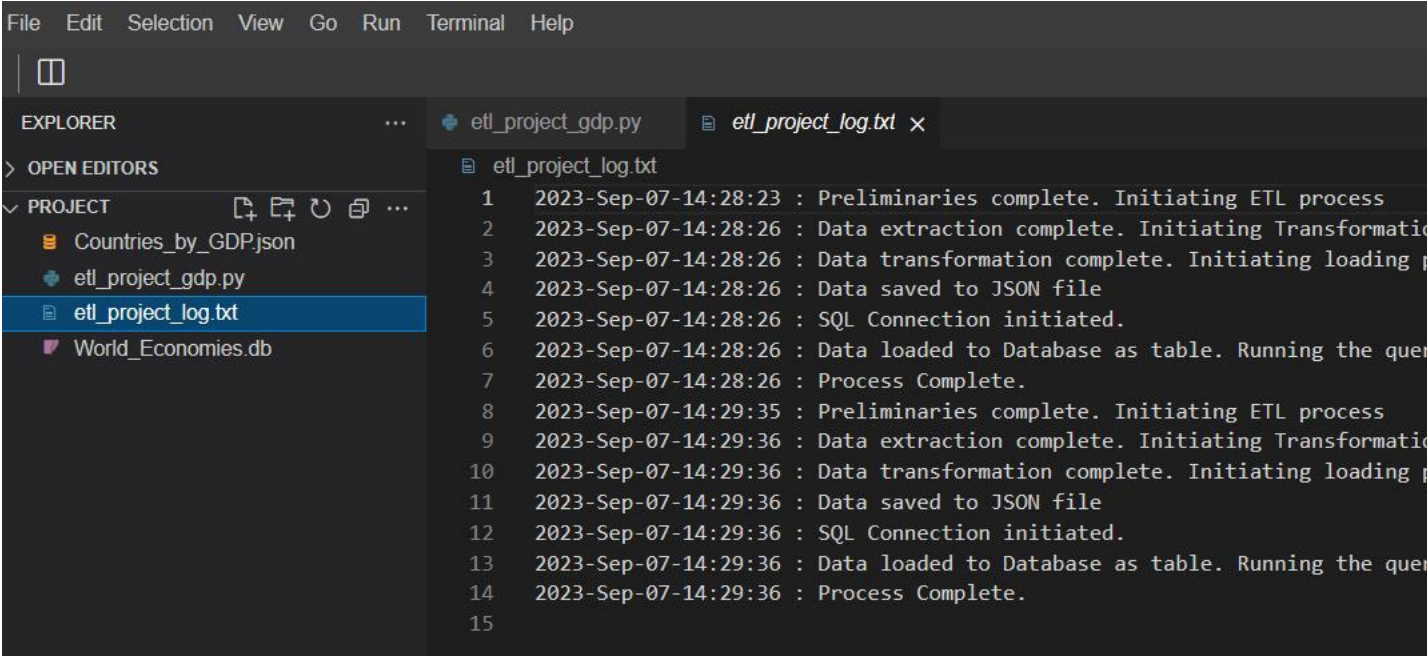 File Edit Selection View Go Run Terminal Help
EXPLORER
OPEN EDITORS
PROJECT
Countries_by_GDP.json
etl_project_gdp.py
etl_project_log.txt
World_Economies.db
etl_project_gdp.py etl_project_log.txt
etl_project_log.txt
1 2023-Sep-07-14:28:23 : Preliminaries complete. Initiating ETL process
2 2023-Sep-07-14:28:26 : Data extraction complete. Initiating
3 2023-Sep-07-14:28:26 : Data transformation complete. Initiating loading
4 2023-Sep-07-14:28:26 : Data saved to JSON file
5 2023-Sep-07-14:28:26 : SQL Connection initiated.
6 2023-Sep-07-14:28:26 : Data loaded to Database as table. Running the
7 2023-Sep-07-14:28:26 : Process Complete.
8 2023-Sep-07-14:29:35 : Preliminaries complete. Initiating ETL process
9 2023-Sep-07-14:29:36 : Data extraction complete. Initiating
10 2023-Sep-07-14:29:36 : Data transformation complete. Initiating loading
11 2023-Sep-07-14:29:36 : Data saved to JSON file
12 2023-Sep-07-14:29:36 : SQL Connection initiated.
13 2023-Sep-07-14:29:36 : Data loaded to Database as table. Running the
14 2023-Sep-07-14:29:36 : Process Complete.
15